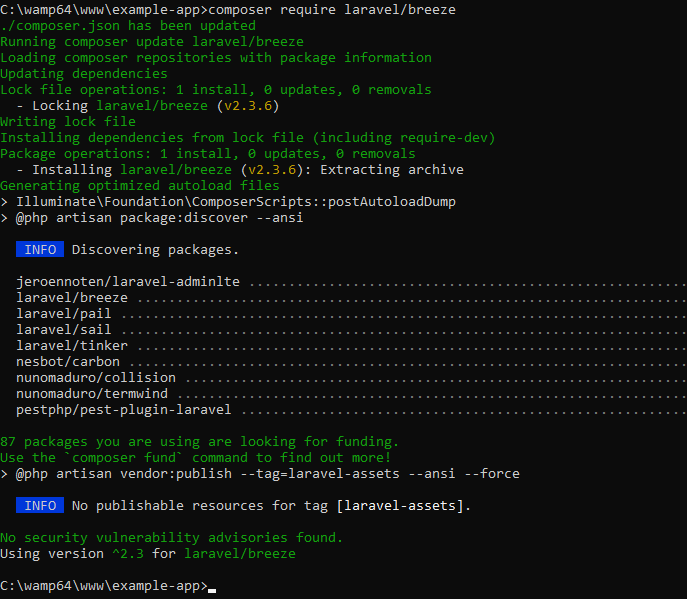 C:\wamp64\www\example-app>composer require laravel/breeze
./composer.json has been updated
Running composer update laravel/breeze
Loading composer repositories with package information
Updating dependencies
Lock file operations: 1 install, 0 updates, 0 removals
  - Locking laravel/breeze (v2.3.6)
Writing lock file
Installing dependencies from lock file (including require-dev)
Package operations: 1 install, 0 updates, 0 removals
  - Installing laravel/breeze (v2.3.6): Extracting archive
Generating optimized autoload files
> Illuminate\Foundation\ComposerScripts::postAutoloadDump
> @php artisan package:discover --ansi
INFO Discovering packages.
jeroennoten/laravel-adminlte ......................................................
laravel/breeze ....................................................................
laravel/pail ......................................................................
laravel/sail ......................................................................
laravel/tinker ....................................................................
nesbot/carbon .....................................................................
nunomaduro/collision ..............................................................
nunomaduro/termwind ...............................................................
pestphp/pest-plugin-laravel .......................................................
87 packages you are using are looking for funding.
Use the `composer fund` command to find out more!
> @php artisan vendor:publish --tag=laravel-assets --ansi --force
INFO No publishable resources for tag [laravel-assets].
No security vulnerability advisories found.
Using version ^2.3 for laravel/breeze
C:\wamp64\www\example-app>